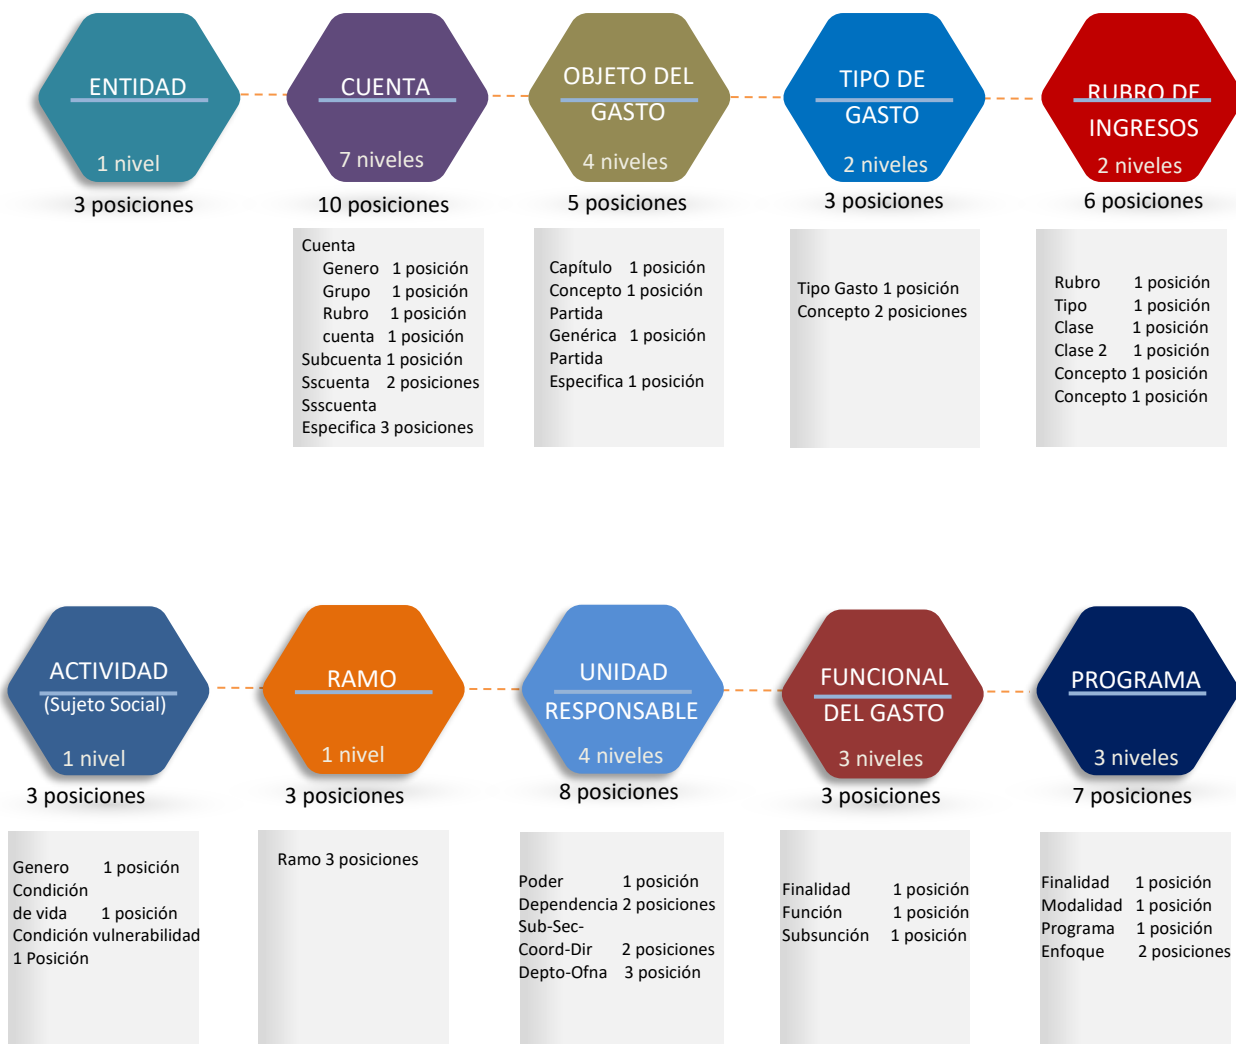 ENTIDAD
1 nivel
3 posiciones
CUENTA
7 niveles
10 posiciones
Cuenta
Genero 1 posición
Grupo 1 posición
Rubro 1 posición
cuenta 1 posición
Subcuenta 1 posición
Sscuenta 2 posiciones
Ssscuenta
Especifica 3 posiciones
OBJETO DEL
GASTO
4 niveles
5 posiciones
Capítulo 1 posición
Concepto 1 posición
Partida
Genérica 1 posición
Partida
Especifica 1 posición
TIPO DE
GASTO
2 niveles
3 posiciones
Tipo Gasto 1 posición
Concepto 2 posiciones
RUBRO DE
INGRESOS
2 niveles
6 posiciones
Rubro 1 posición
Tipo 1 posición
Clase 1 posición
Clase 2 1 posición
Concepto 1 posición
Concepto 1 posición
ACTIVIDAD
(Sujeto Social)
1 nivel
3 posiciones
Genero 1 posición
Condición
de vida 1 posición
Condición vulnerabilidad
1 Posición
RAMO
1 nivel
3 posiciones
Ramo 3 posiciones
UNIDAD
RESPONSABLE
4 niveles
8 posiciones
Poder 1 posición
Dependencia 2 posiciones
Sub-Sec-
Coord-Dir 2 posiciones
Depto-Ofna 3 posición
FUNCIONAL
DEL GASTO
3 niveles
3 posiciones
Finalidad 1 posición
Función 1 posición
Subsunción 1 posición
PROGRAMA
3 niveles
7 posiciones
Finalidad 1 posición
Modalidad 1 posición
Programa 1 posición
Enfoque 2 posiciones